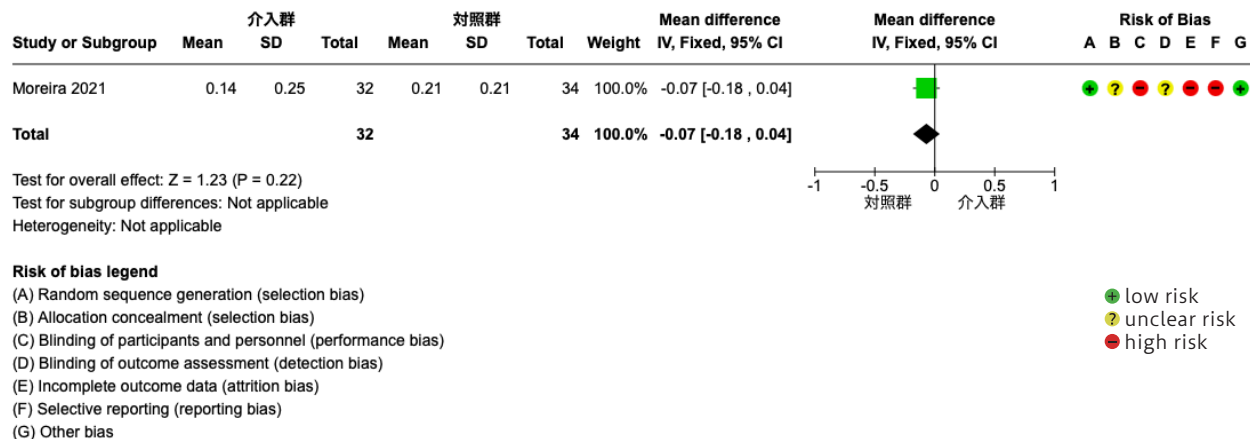 介入群 対照群 Mean difference Mean difference Risk of Bias
Study or Subgroup Mean SD Total Mean SD Total Weight IV, Fixed, 95% CI IV, Fixed, 95% CI A B C D E F G
Moreira 2021 0.14 0.25 32 0.21 0.21 34 100.0% -0.07 [-0.18 , 0.04] + ? − ? − − +
Total 32 34 100.0% -0.07 [-0.18 , 0.04]
Test for overall effect: Z = 1.23 (P = 0.22)
Test for subgroup differences: Not applicable
Heterogeneity: Not applicable
-1 -0.5 0 0.5 1
対照群 介入群
Risk of bias legend
(A) Random sequence generation (selection bias)
(B) Allocation concealment (selection bias)
(C) Blinding of participants and personnel (performance bias)
(D) Blinding of outcome assessment (detection bias)
(E) Incomplete outcome data (attrition bias)
(F) Selective reporting (reporting bias)
(G) Other bias
+ low risk
? unclear risk
− high risk